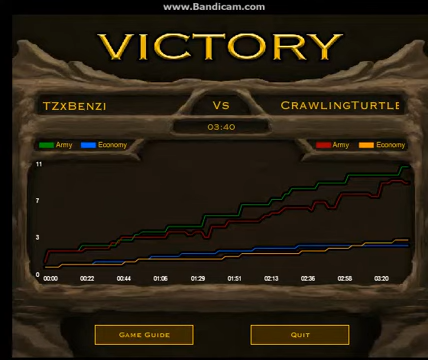 www.Bandicam.com
VICTORY
TZxBenzi VS CrawlingTurtle
03:40
Army Economy Army Economy
11
7
3
0
00:00 00:22 00:44 01:06 01:29 01:51 02:13 02:36 02:58 03:20
Game Guide Quit